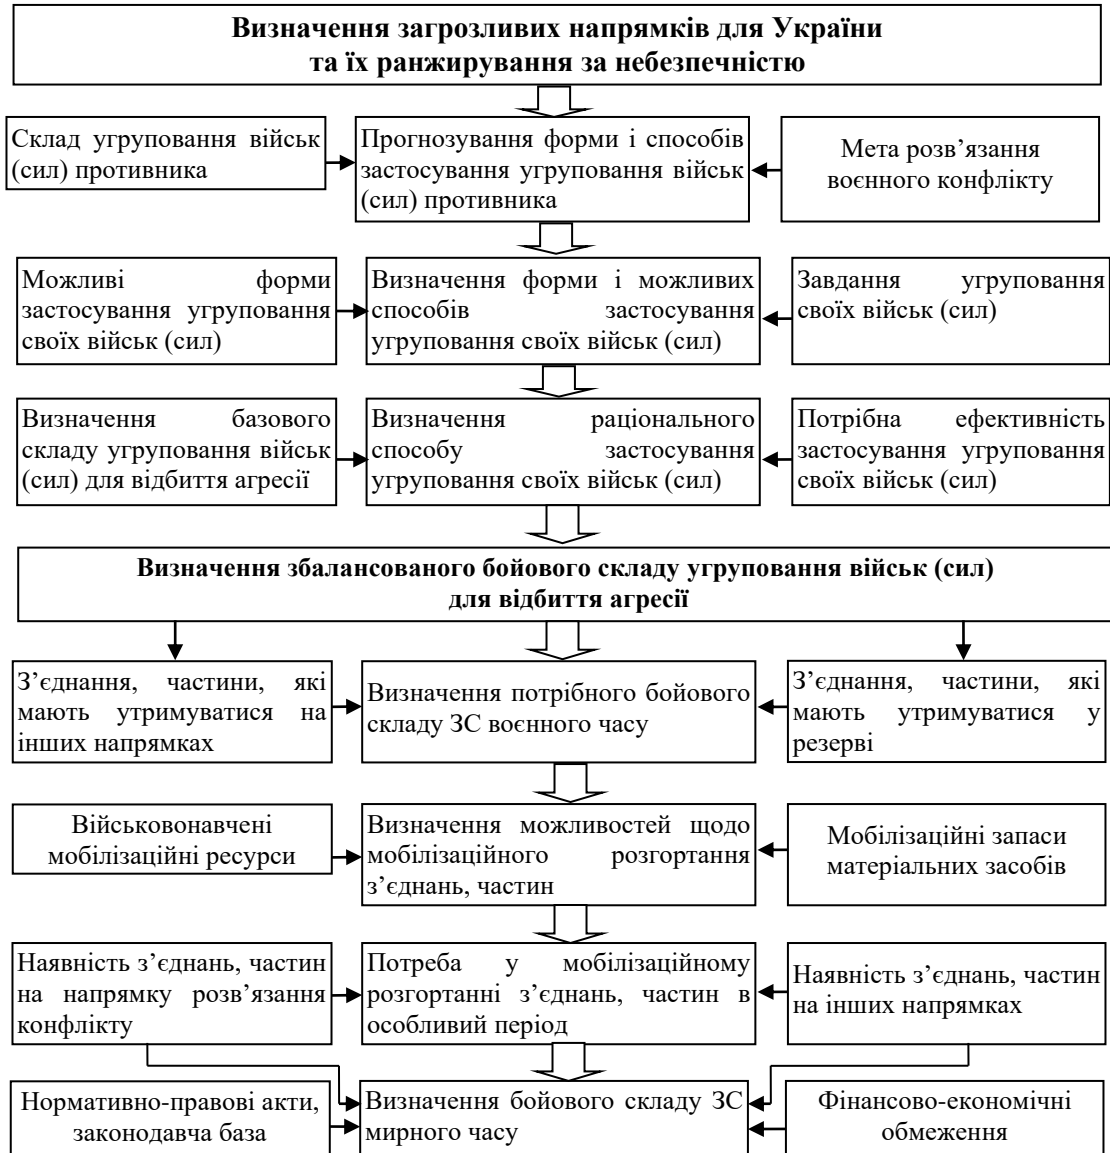 Визначення загрозливих напрямків для України
та їх ранжирування за небезпечністю
Склад угруповання військ
(сил) противника
Прогнозування форми і способів
застосування угруповання військ
(сил) противника
Мета розв’язання
воєнного конфлікту
Можливі форми
застосування угруповання
своїх військ (сил)
Визначення форми і можливих
способів застосування
угруповання своїх військ (сил)
Завдання угруповання
своїх військ (сил)
Визначення базового
складу угруповання військ
(сил) для відбиття агресії
Визначення раціонального
способу застосування
угруповання своїх військ (сил)
Потрібна ефективність
застосування угруповання
своїх військ (сил)
Визначення збалансованого бойового складу угруповання військ (сил)
для відбиття агресії
З’єднання, частини, які
мають утримуватися на
інших напрямках
Визначення потрібного бойового
складу ЗС воєнного часу
З’єднання, частини, які
мають утримуватися у
резерві
Військовонавчені
мобілізаційні ресурси
Визначення можливостей щодо
мобілізаційного розгортання
з’єднань, частин
Мобілізаційні запаси
матеріальних засобів
Наявність з’єднань, частин
на напрямку розв’язання
конфлікту
Потреба у мобілізаційному
розгортанні з’єднань, частин в
особливий період
Наявність з’єднань, частин
на інших напрямках
Нормативно-правові акти,
законодавча база
Визначення бойового складу ЗС
мирного часу
Фінансово-економічні
обмеження